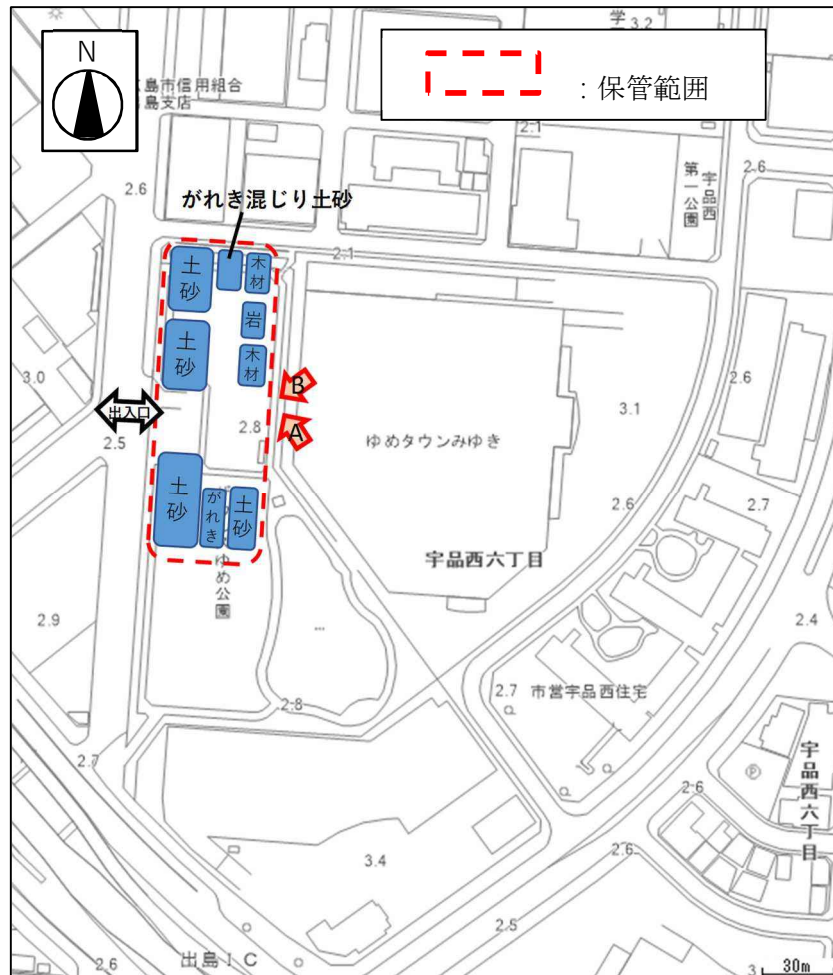 N
学
3.2
島市信用組合
島支店
：保管範囲
2.1
2.6
宇品西
第一公園
2.6
がれき混じり土砂
2.1
土砂
木材
岩
土砂
木材
3.0
B
2.6
出入口
A
2.8
3.1
2.5
ゆめタウンみゆき
土砂
がれき
土砂
2.6
2.7
ゆめ公園
宇品西六丁目
2.9
2.4
2.7
市営宇品西住宅
2.8
2.7
宇品西六丁目
2.6
3.4
2.6
2.5
出島IC
2.6
3
30m